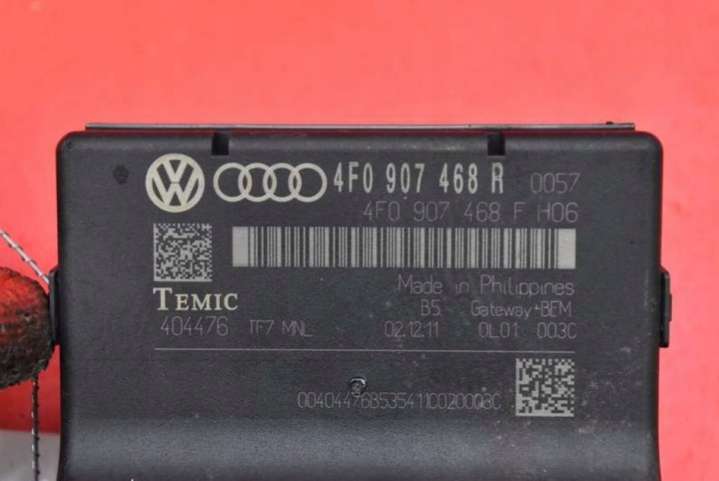 4F0 907 468 R 0057
4F0 907 468 F H06
Made in Philippines
TEMIC
B5 Gateway+BEM
404476 TF7 MNL 02.12.11 0L01 003C